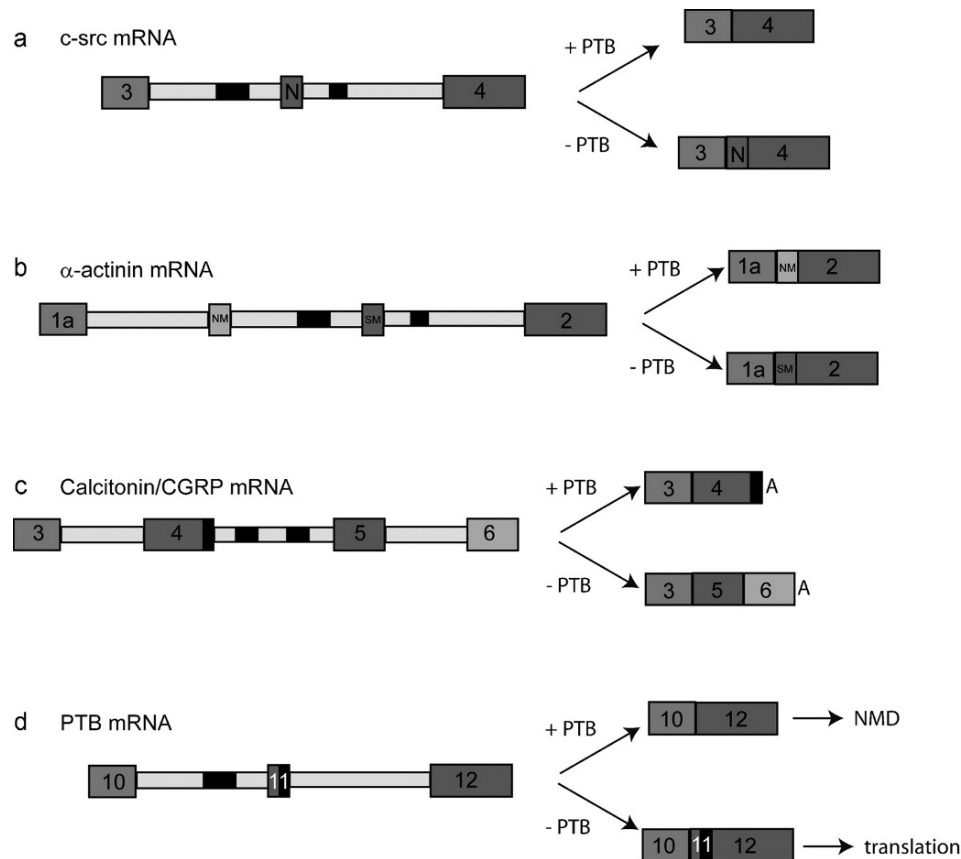 a c-src mRNA
3 N 4
+ PTB
3 4
- PTB
3 N 4
b α-actinin mRNA
1a NM SM 2
+ PTB
1a NM 2
- PTB
1a SM 2
c Calcitonin/CGRP mRNA
3 4 5 6
+ PTB
3 4 A
- PTB
3 5 6 A
d PTB mRNA
10 11 12
+ PTB
10 12 NMD
- PTB
10 11 12 translation